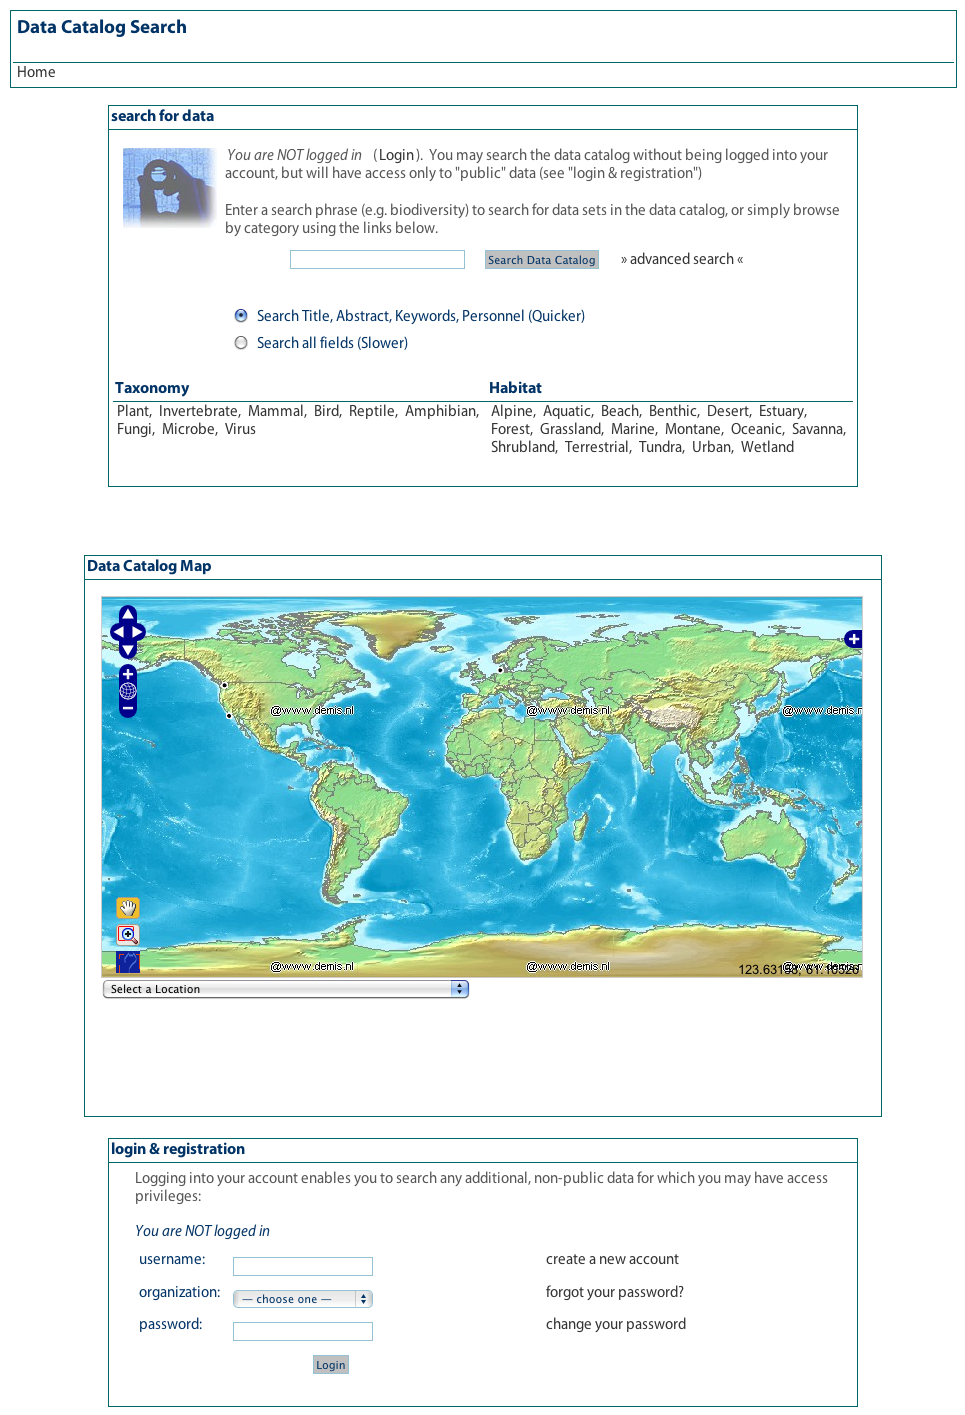 Data Catalog Search
Home
search for data
You are NOT logged in (Login). You may search the data catalog without being logged into your
account, but will have access only to "public" data (see "login & registration")
Enter a search phrase (e.g. biodiversity) to search for data sets in the data catalog, or simply browse
by category using the links below.
Search Data Catalog » advanced search «
Search Title, Abstract, Keywords, Personnel (Quicker)
Search all fields (Slower)
Taxonomy
Plant, Invertebrate, Mammal, Bird, Reptile, Amphibian,
Fungi, Microbe, Virus
Habitat
Alpine, Aquatic, Beach, Benthic, Desert, Estuary,
Forest, Grassland, Marine, Montane, Oceanic, Savanna,
Shrubland, Terrestrial, Tundra, Urban, Wetland
Data Catalog Map
@www.demis.nl @www.demis.nl @www.demis.n
@www.demis.nl @www.demis.nl
Select a Location
login & registration
Logging into your account enables you to search any additional, non-public data for which you may have access
privileges:
You are NOT logged in
username: create a new account
organization: — choose one — forgot your password?
password: change your password
Login